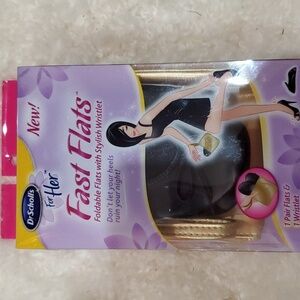 New!
Dr. Scholl's
For Her
Fast Flats™
Foldable Flats with Stylish Wristlet
Don't let your heels
ruin your night!
1 Pair Flats &
1 Wristlet